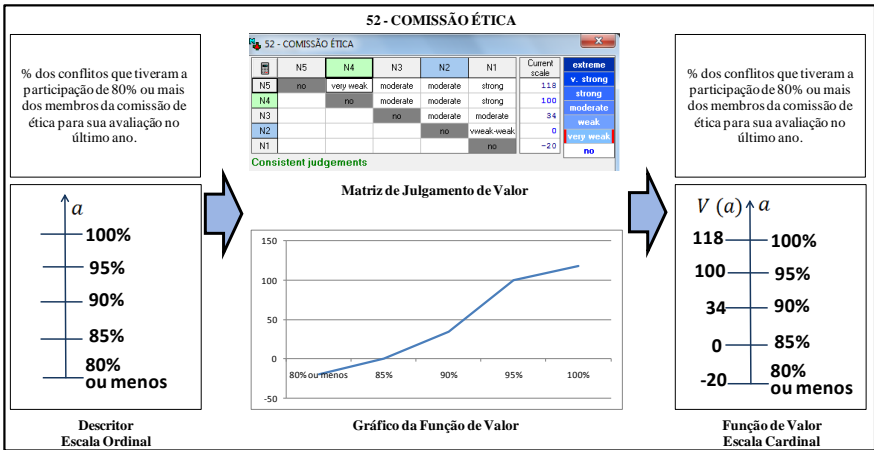 52 - COMISSÃO ÉTICA
% dos conflitos que tiveram a
participação de 80% ou mais
dos membros da comissão de
ética para sua avaliação no
último ano.
a
100%
95%
90%
85%
80%
ou menos
Descritor
Escala Ordinal
52 - COMISSÃO ÉTICA
N5 N4 N3 N2 N1 Current
scale
N5 no very weak moderate moderate strong 118
N4 no moderate moderate strong 100
N3 no moderate moderate 34
N2 no vweak-weak 0
N1 no -20
extreme
v. strong
strong
moderate
weak
very weak
no
Consistent judgements
Matriz de Julgamento de Valor
150
100
50
0
-50
80% ou menos 85% 90% 95% 100%
Gráfico da Função de Valor
% dos conflitos que tiveram a
participação de 80% ou mais
dos membros da comissão de
ética para sua avaliação no
último ano.
V (a) a
118 100%
100 95%
34 90%
0 85%
-20 80%
ou menos
Função de Valor
Escala Cardinal